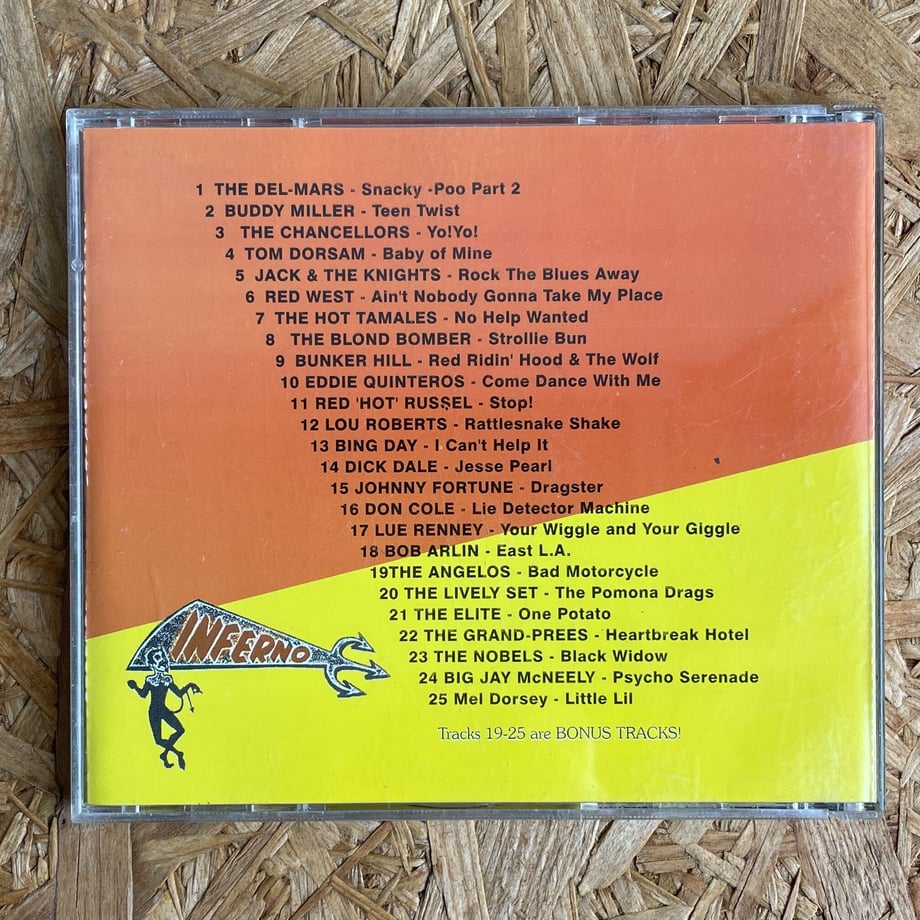 1 THE DEL-MARS - Snacky -Poo Part 2
2 BUDDY MILLER - Teen Twist
3 THE CHANCELLORS - Yo!Yo!
4 TOM DORSAM - Baby of Mine
5 JACK & THE KNIGHTS - Rock The Blues Away
6 RED WEST - Ain't Nobody Gonna Take My Place
7 THE HOT TAMALES - No Help Wanted
8 THE BLOND BOMBER - Strollie Bun
9 BUNKER HILL - Red Ridin' Hood & The Wolf
10 EDDIE QUINTEROS - Come Dance With Me
11 RED 'HOT' RUSSEL - Stop!
12 LOU ROBERTS - Rattlesnake Shake
13 BING DAY - I Can't Help It
14 DICK DALE - Jesse Pearl
15 JOHNNY FORTUNE - Dragster
16 DON COLE - Lie Detector Machine
17 LUE RENNEY - Your Wiggle and Your Giggle
18 BOB ARLIN - East L.A.
19THE ANGELOS - Bad Motorcycle
20 THE LIVELY SET - The Pomona Drags
21 THE ELITE - One Potato
22 THE GRAND-PREES - Heartbreak Hotel
23 THE NOBELS - Black Widow
24 BIG JAY McNEELY - Psycho Serenade
25 Mel Dorsey - Little Lil
Tracks 19-25 are BONUS TRACKS!
INFERNO